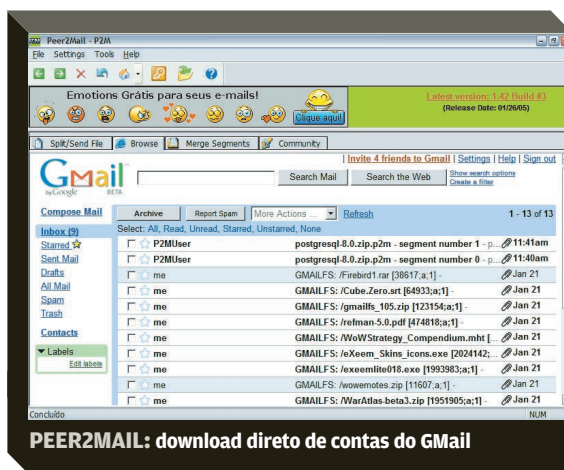 Peer2Mail - P2M
File Settings Tools Help
Emotions Grátis para seus e-mails!
Clique aqui!
Latest version: 1.42 Build #3
(Release Date: 01/26/05)
Split/Send File Browse Merge Segments Community
Invite 4 friends to Gmail | Settings | Help | Sign out
GMail
by Google BETA
Search Mail Search the Web
Show search options
Create a filter
Compose Mail
Inbox (9)
Starred
Sent Mail
Drafts
All Mail
Spam
Trash
Contacts
Labels
Edit labels
Archive Report Spam More Actions ... Refresh 1 - 13 of 13
Select: All, Read, Unread, Starred, Unstarred, None
P2MUser postgresql-8.0.zip.p2m - segment number 1 - p... 11:41am
P2MUser postgresql-8.0.zip.p2m - segment number 0 - p... 11:40am
me GMAILFS: /Firebird1.rar [38617;a;1] - Jan 21
me GMAILFS: /Cube.Zero.srt [64933;a;1] - Jan 21
me GMAILFS: /gmailfs_105.zip [123154;a;1] - Jan 21
me GMAILFS: /refman-5.0.pdf [474818;a;1] - Jan 21
me GMAILFS: /WoWStrategy_Compendium.mht [... Jan 21
me GMAILFS: /eXeem_Skins_icons.exe [2024142;... Jan 21
me GMAILFS: /exeemlite018.exe [1993983;a;1] - Jan 21
me GMAILFS: /wowemotes.zip [11607;a;1] - Jan 21
me GMAILFS: /WarAtlas-beta3.zip [1951905;a;1] - Jan 21
Concluído NUM
PEER2MAIL: download direto de contas do GMail